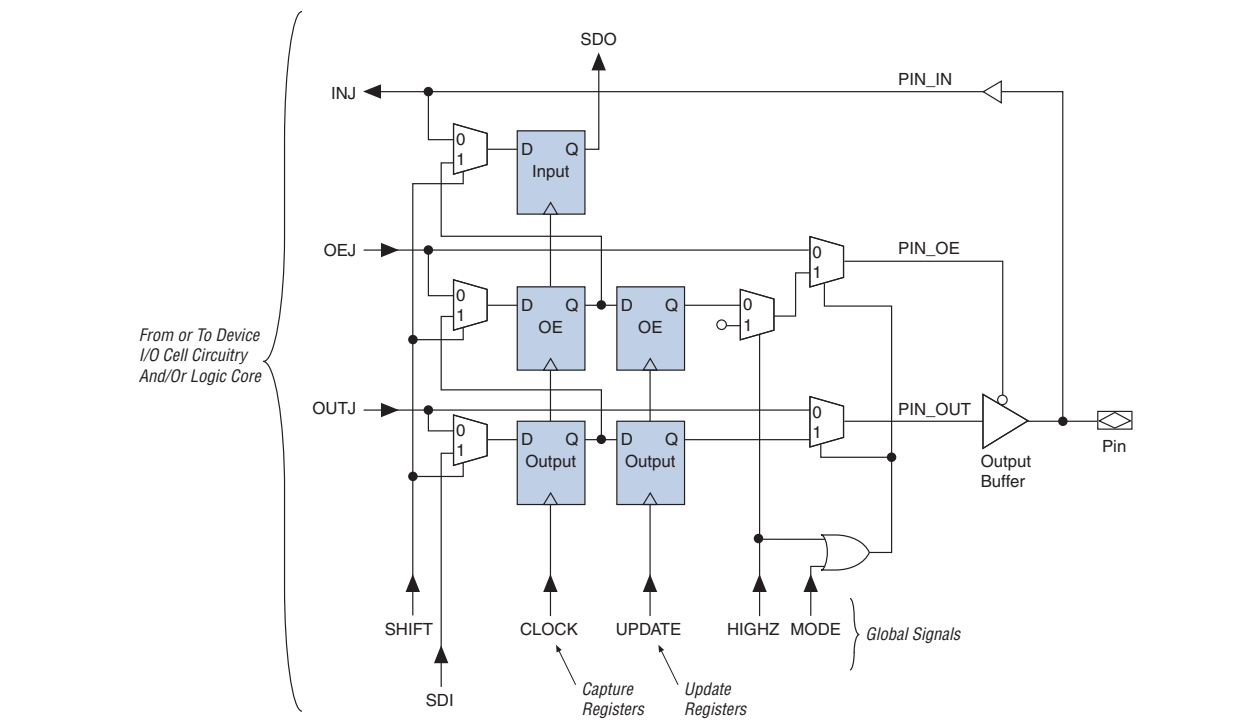 SDO
INJ
PIN_IN
0
1
D Q
Input
OEJ
0
1
PIN_OE
0
1
D Q
OE
D Q
OE
0
1
From or To Device
I/O Cell Circuitry
And/Or Logic Core
OUTJ
0
1
PIN_OUT
0
1
D Q
Output
D Q
Output
Pin
Output
Buffer
SHIFT
CLOCK
UPDATE
HIGHZ
MODE
Global Signals
SDI
Capture
Registers
Update
Registers